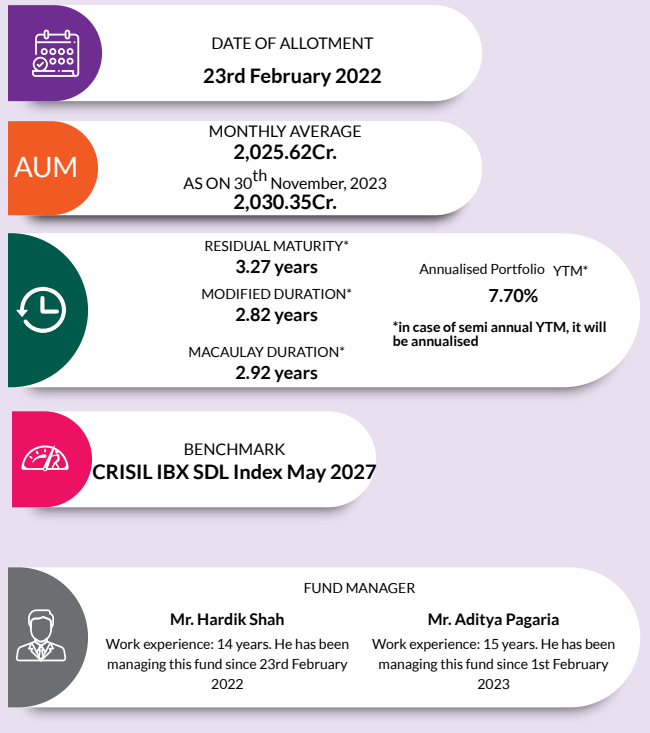 DATE OF ALLOTMENT
23rd February 2022
AUM
MONTHLY AVERAGE
2,025.62Cr.
AS ON 30th November, 2023
2,030.35Cr.
RESIDUAL MATURITY*
3.27 years
MODIFIED DURATION*
2.82 years
MACAULAY DURATION*
2.92 years
Annualised Portfolio YTM*
7.70%
*in case of semi annual YTM, it will
be annualised
BENCHMARK
CRISIL IBX SDL Index May 2027
FUND MANAGER
Mr. Hardik Shah
Work experience: 14 years. He has been
managing this fund since 23rd February
2022
Mr. Aditya Pagaria
Work experience: 15 years. He has been
managing this fund since 1st February
2023